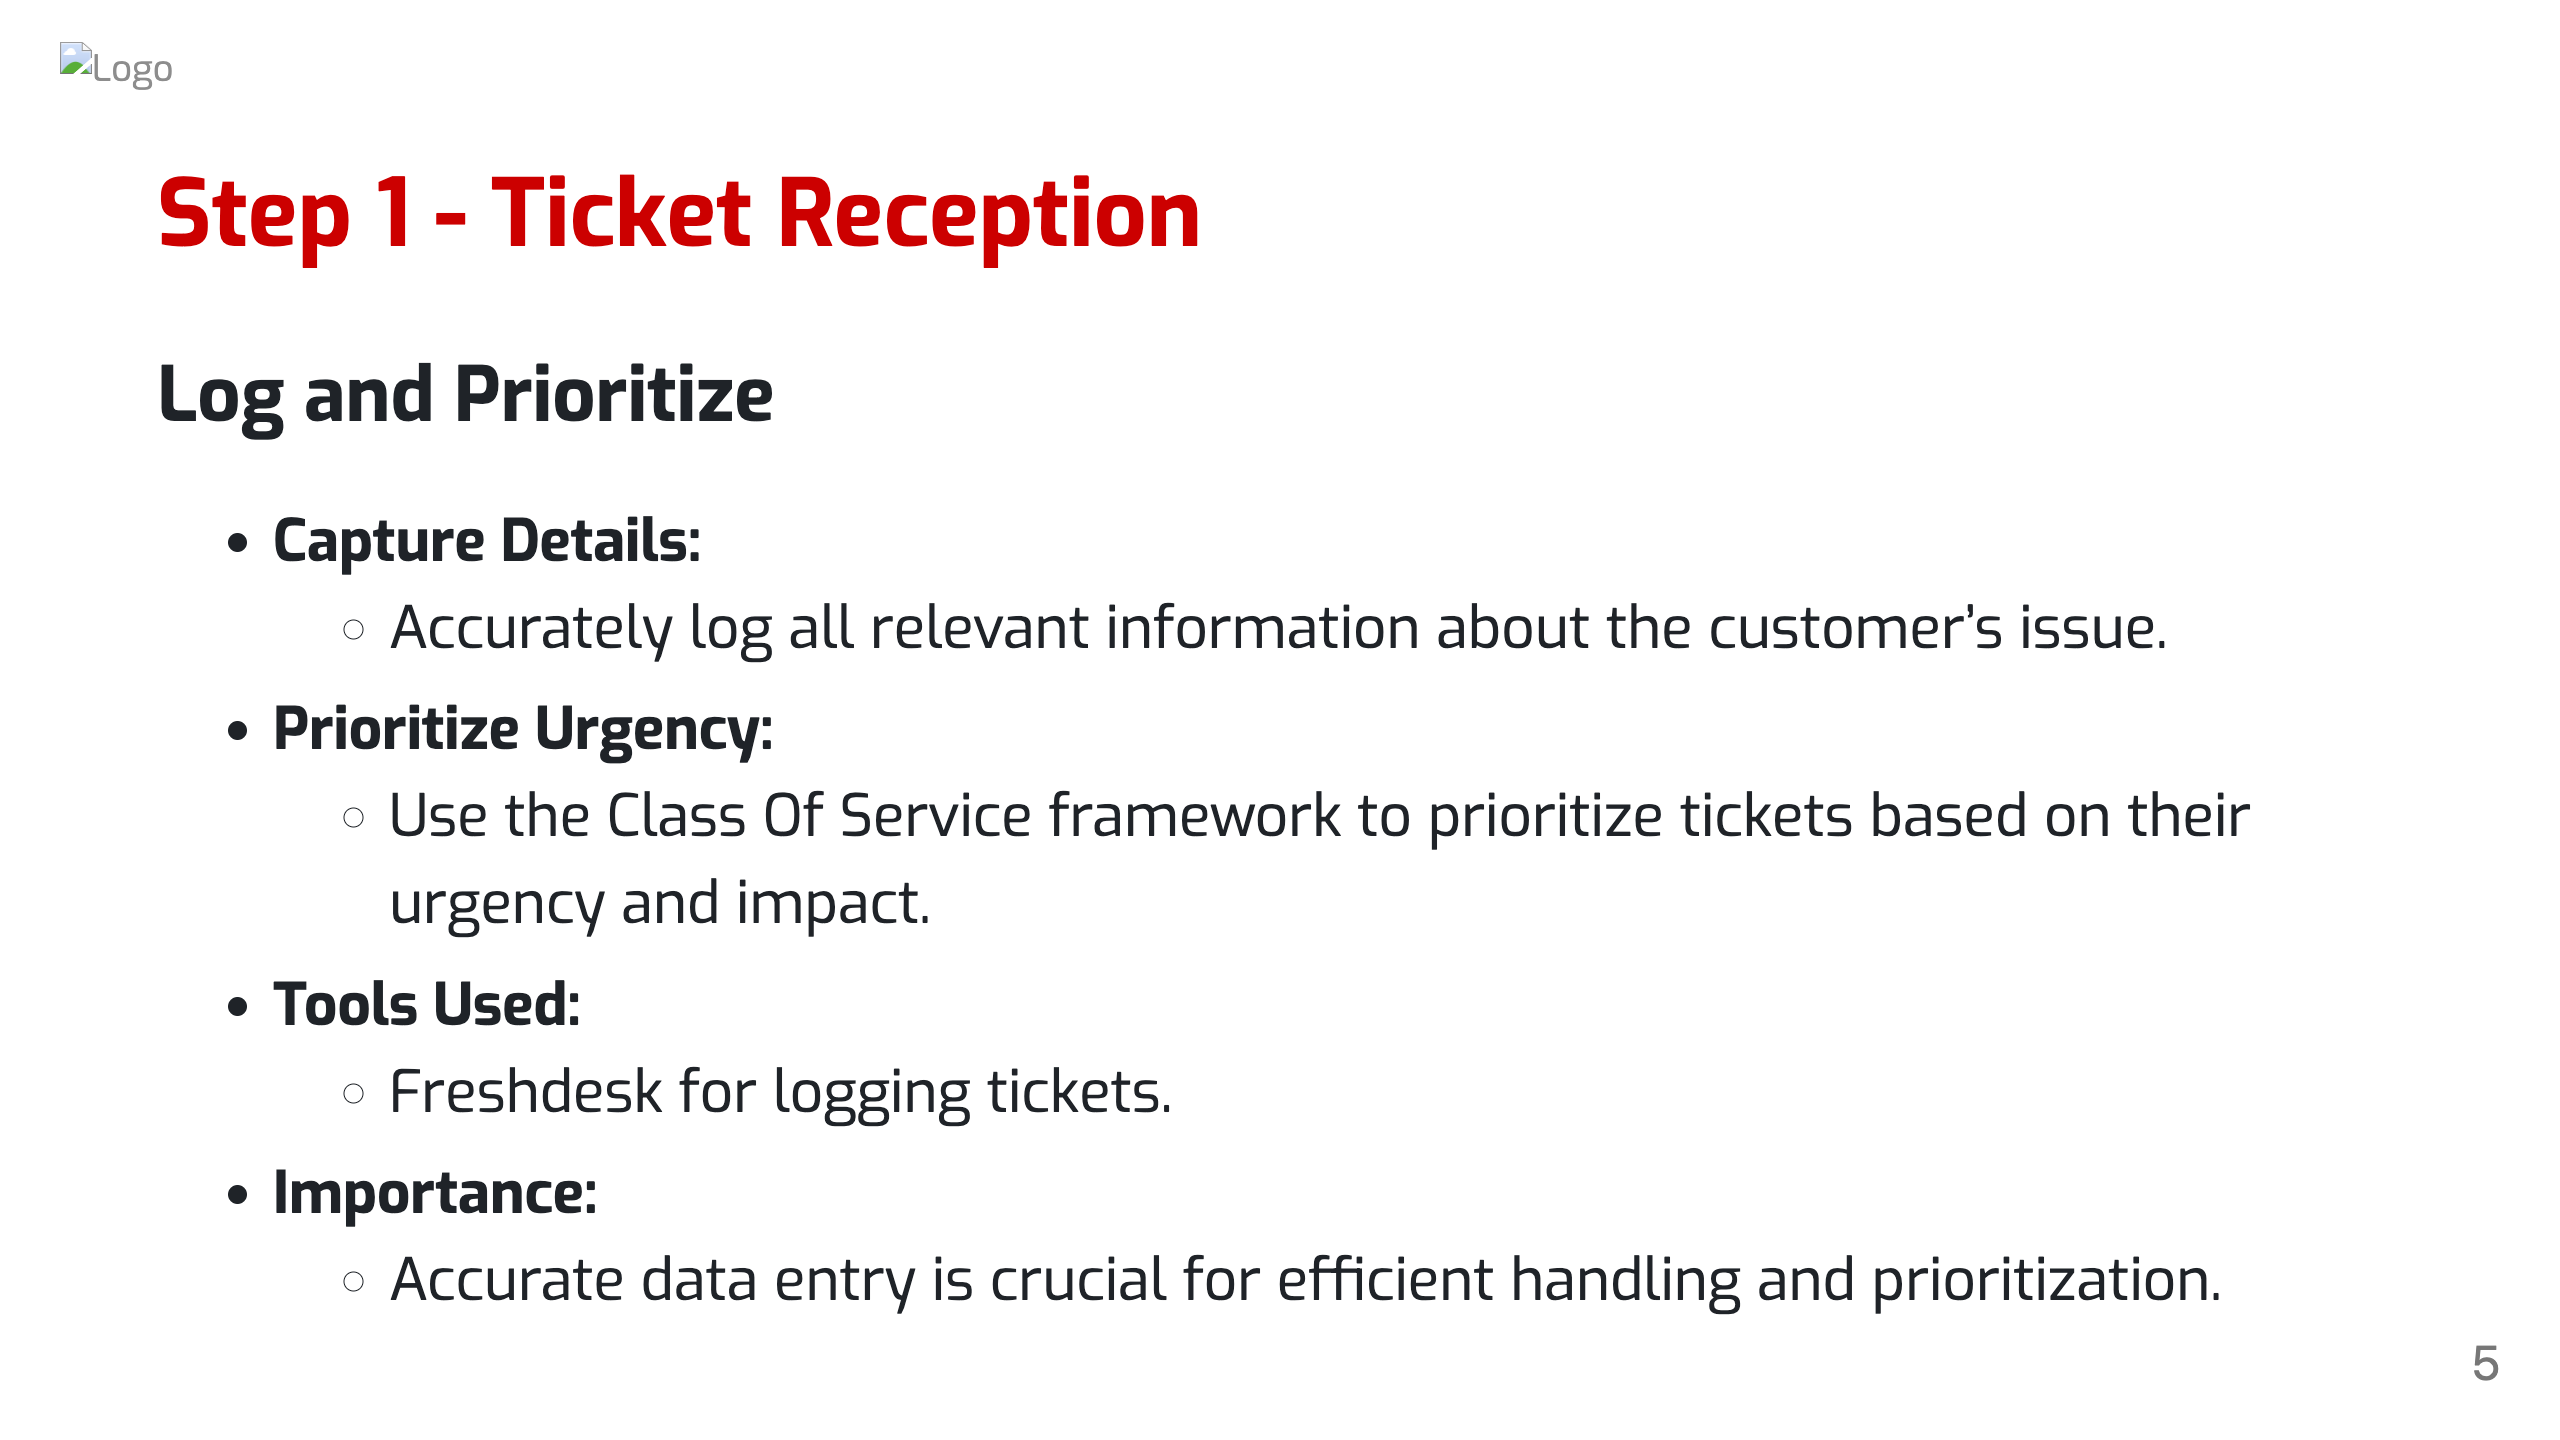 Logo
Step 1 - Ticket Reception
Log and Prioritize
• Capture Details:
○ Accurately log all relevant information about the customer’s issue.
• Prioritize Urgency:
○ Use the Class Of Service framework to prioritize tickets based on their
urgency and impact.
• Tools Used:
○ Freshdesk for logging tickets.
• Importance:
○ Accurate data entry is crucial for efficient handling and prioritization.
5